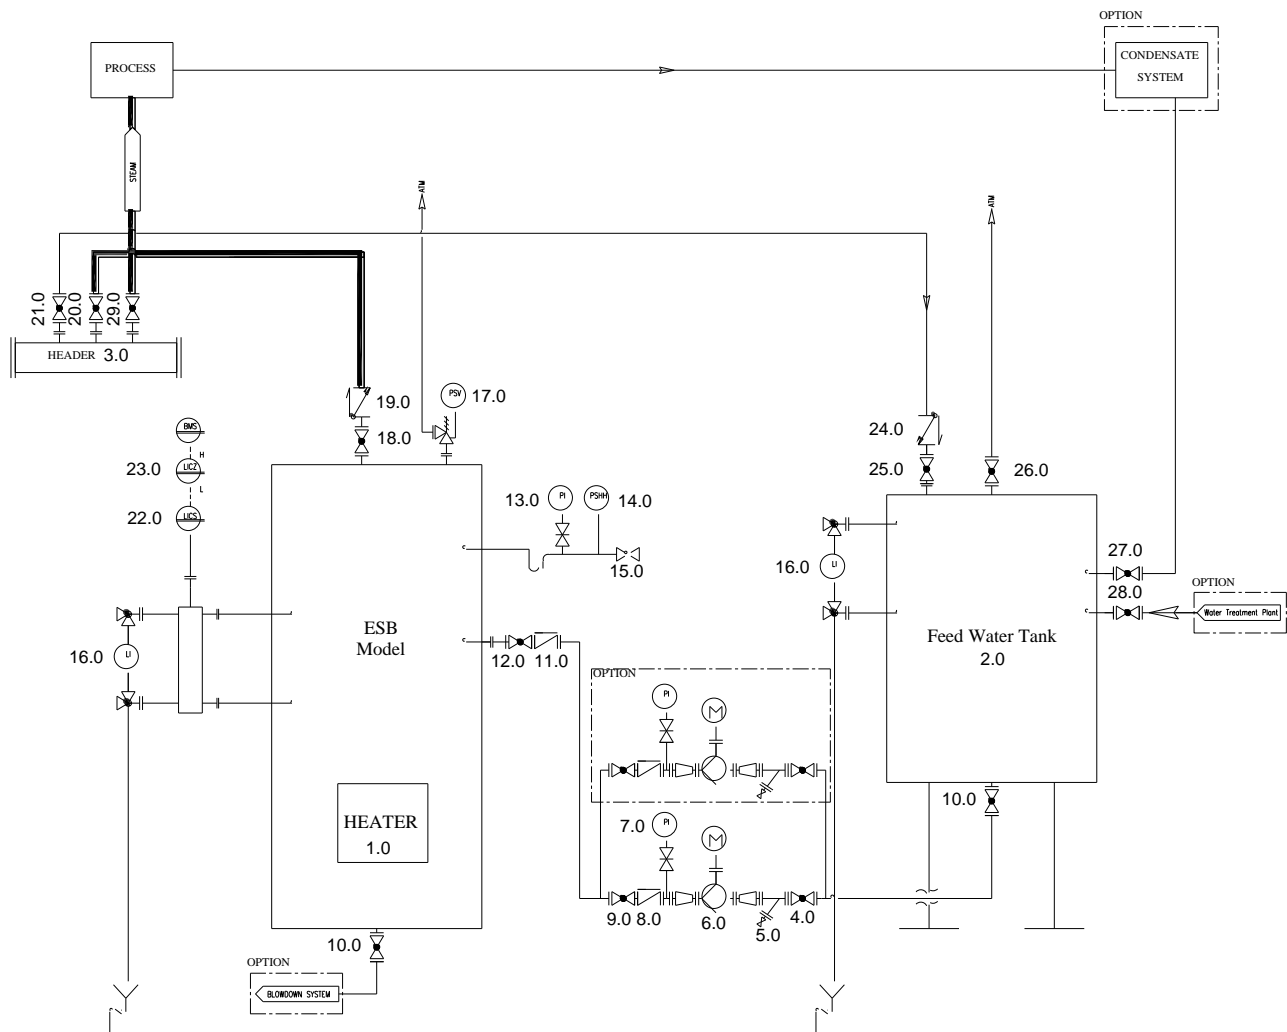 OPTION
PROCESS
CONDENSATE
SYSTEM
STEAM
ATM
ATM
21.0
20.0
29.0
HEADER 3.0
PSV
17.0
19.0
18.0
24.0
25.0
26.0
BMS
H
23.0
LICZ
L
22.0
LICS
13.0
PI
PSHH
14.0
15.0
16.0
LI
27.0
OPTION
28.0
Water Treatment Plant
16.0
LI
ESB
Model
12.0
11.0
Feed Water Tank
2.0
OPTION
PI
M
HEATER
1.0
7.0
PI
M
10.0
9.0
8.0
6.0
5.0
4.0
10.0
OPTION
BLOWDOWN SYSTEM